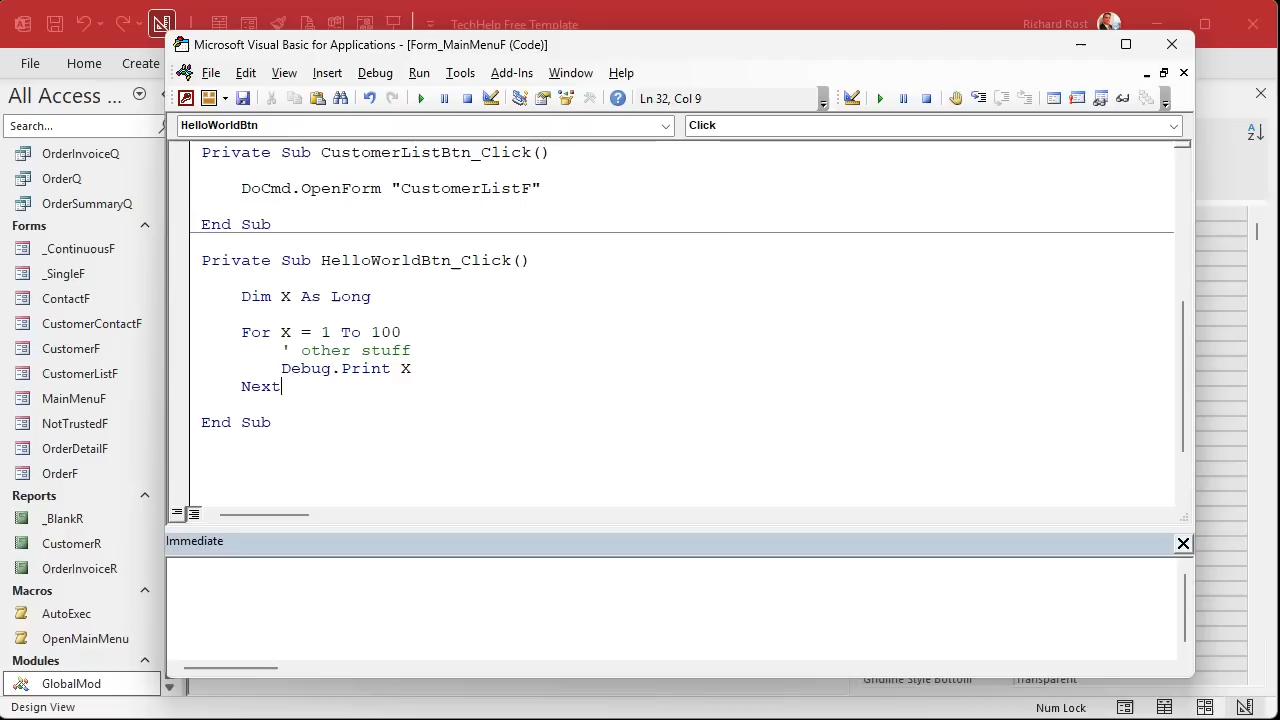 TechHelp Free Template
Richard Rost
Microsoft Visual Basic for Applications - [Form_MainMenuF (Code)]
File Home Create
File Edit View Insert Debug Run Tools Add-Ins Window Help
All Access ...
Ln 32, Col 9
Search...
HelloWorldBtn
Click
OrderInvoiceQ
OrderQ
OrderSummaryQ
Forms
_ContinuousF
_SingleF
ContactF
CustomerContactF
CustomerF
CustomerListF
MainMenuF
NotTrustedF
OrderDetailF
OrderF
Reports
_BlankR
CustomerR
OrderInvoiceR
Macros
AutoExec
OpenMainMenu
Modules
GlobalMod
Private Sub CustomerListBtn_Click()
DoCmd.OpenForm "CustomerListF"
End Sub
Private Sub HelloWorldBtn_Click()
Dim X As Long
For X = 1 To 100
' other stuff
Debug.Print X
Next
End Sub
Immediate
Gridline Style Bottom Transparent
Design View
Num Lock